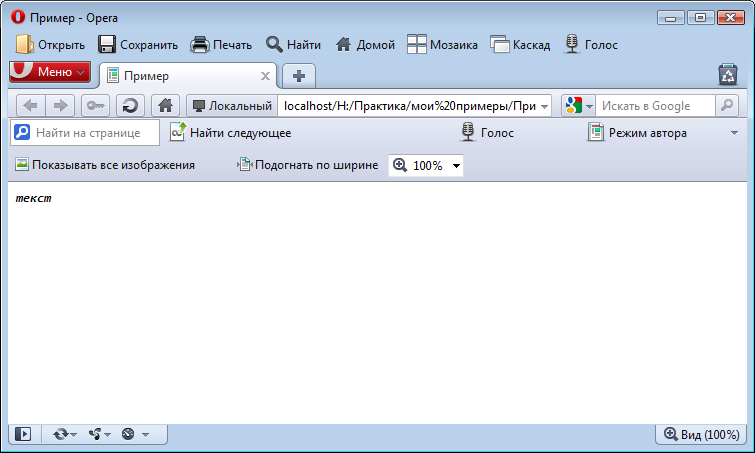 Пример - Opera
Открыть Сохранить Печать Найти Домой Мозаика Каскад Голос
Меню Пример
Локальный localhost/H:/Практика/мои%20примеры/При Искать в Google
Найти на странице Найти следующее Голос Режим автора
Показывать все изображения Подогнать по ширине 100%
текст
Вид (100%)